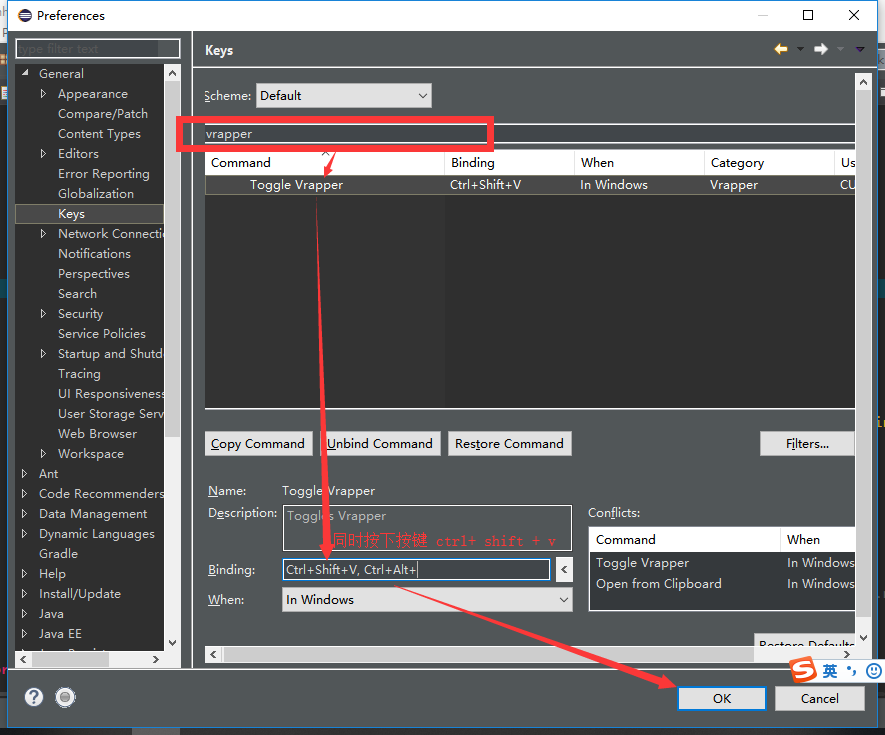 Preferences
type filter text
Keys
General
Appearance
Compare/Patch
Content Types
Editors
Error Reporting
Globalization
Keys
Network Connectic
Notifications
Perspectives
Search
Security
Service Policies
Startup and Shutd
Tracing
UI Responsiveness
User Storage Serv
Web Browser
Workspace
Ant
Code Recommenders
Data Management
Dynamic Languages
Gradle
Help
Install/Update
Java
Java EE
Scheme: Default
vrapper
Command Binding When Category Us
Toggle Vrapper Ctrl+Shift+V In Windows Vrapper CU
Copy Command Unbind Command Restore Command Filters...
Name: Toggle Vrapper
Description: Toggles Vrapper
同时按下按键 ctrl+ shift + v
Binding: Ctrl+Shift+V, Ctrl+Alt+ <
When: In Windows
Conflicts:
Command When
Toggle Vrapper In Windows
Open from Clipboard In Windows
Restore Defaults
S 英
? OK Cancel